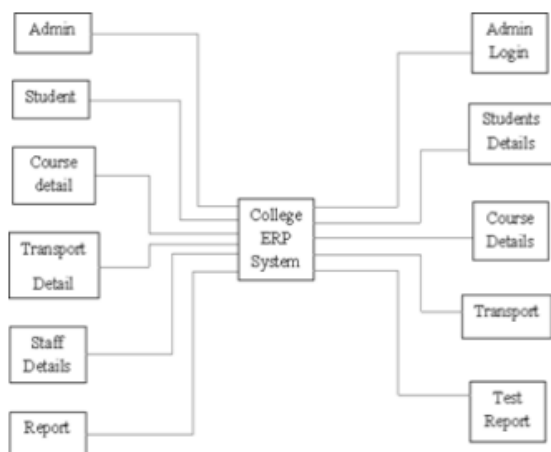 Admin
Student
Course
detail
Transport
Detail
Staff
Details
Report
College
ERP
System
Admin
Login
Students
Details
Course
Details
Transport
Test
Report